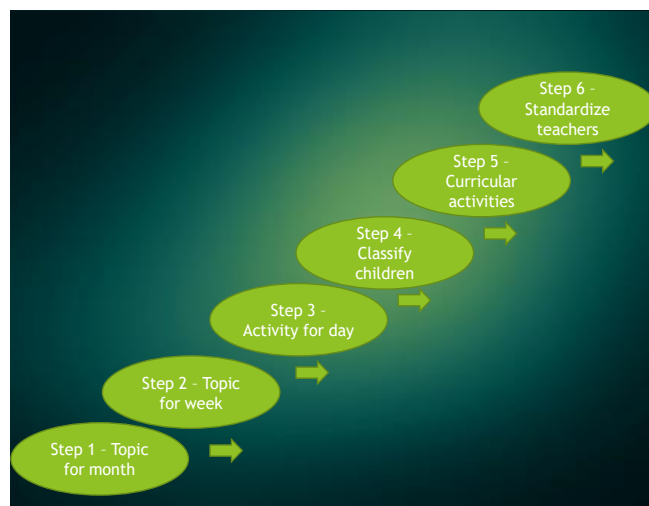 Step 6 –
Standardize
teachers
Step 5 –
Curricular
activities
Step 4 –
Classify
children
Step 3 –
Activity for day
Step 2 – Topic
for week
Step 1 – Topic
for month